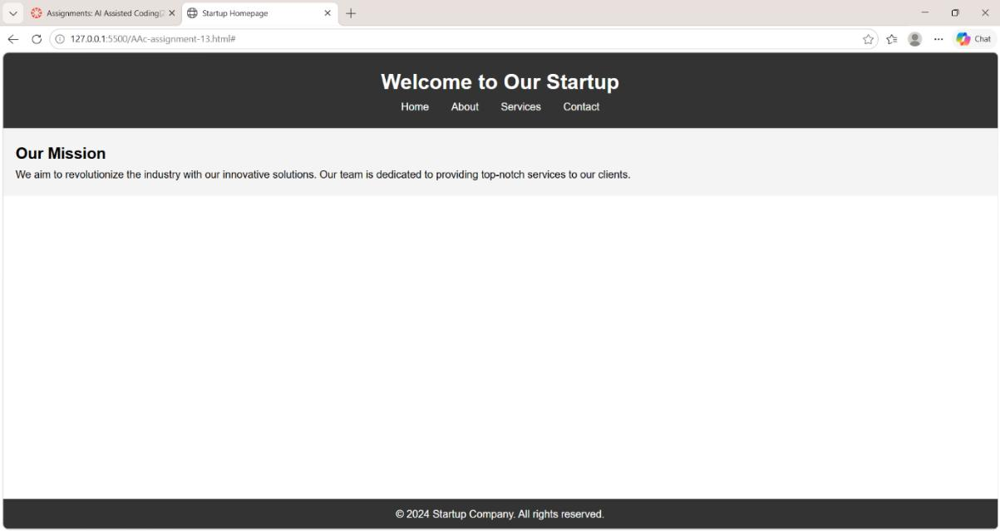 Assignments: AI Assisted Coding
Startup Homepage
127.0.0.1:5500/AAc-assignment-13.html#
Chat
Welcome to Our Startup
Home About Services Contact
Our Mission
We aim to revolutionize the industry with our innovative solutions. Our team is dedicated to providing top-notch services to our clients.
© 2024 Startup Company. All rights reserved.